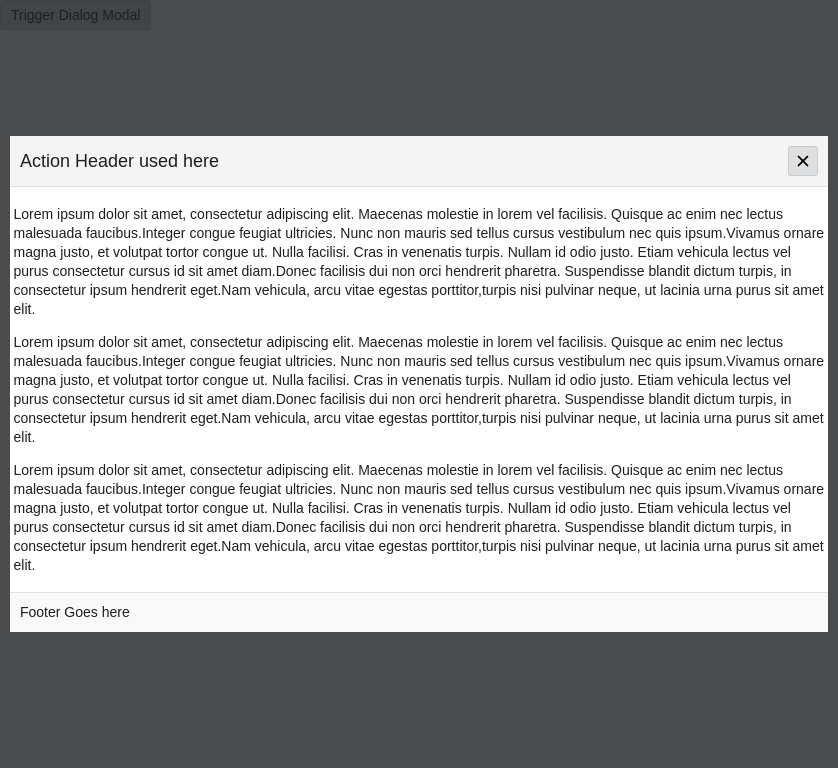 Trigger Dialog Modal
Action Header used here
Lorem ipsum dolor sit amet, consectetur adipiscing elit. Maecenas molestie in lorem vel facilisis. Quisque ac enim nec lectus
malesuada faucibus.Integer congue feugiat ultricies. Nunc non mauris sed tellus cursus vestibulum nec quis ipsum.Vivamus ornare
magna justo, et volutpat tortor congue ut. Nulla facilisi. Cras in venenatis turpis. Nullam id odio justo. Etiam vehicula lectus vel
purus consectetur cursus id sit amet diam.Donec facilisis dui non orci hendrerit pharetra. Suspendisse blandit dictum turpis, in
consectetur ipsum hendrerit eget.Nam vehicula, arcu vitae egestas porttitor,turpis nisi pulvinar neque, ut lacinia urna purus sit amet
elit.
Lorem ipsum dolor sit amet, consectetur adipiscing elit. Maecenas molestie in lorem vel facilisis. Quisque ac enim nec lectus
malesuada faucibus.Integer congue feugiat ultricies. Nunc non mauris sed tellus cursus vestibulum nec quis ipsum.Vivamus ornare
magna justo, et volutpat tortor congue ut. Nulla facilisi. Cras in venenatis turpis. Nullam id odio justo. Etiam vehicula lectus vel
purus consectetur cursus id sit amet diam.Donec facilisis dui non orci hendrerit pharetra. Suspendisse blandit dictum turpis, in
consectetur ipsum hendrerit eget.Nam vehicula, arcu vitae egestas porttitor,turpis nisi pulvinar neque, ut lacinia urna purus sit amet
elit.
Lorem ipsum dolor sit amet, consectetur adipiscing elit. Maecenas molestie in lorem vel facilisis. Quisque ac enim nec lectus
malesuada faucibus.Integer congue feugiat ultricies. Nunc non mauris sed tellus cursus vestibulum nec quis ipsum.Vivamus ornare
magna justo, et volutpat tortor congue ut. Nulla facilisi. Cras in venenatis turpis. Nullam id odio justo. Etiam vehicula lectus vel
purus consectetur cursus id sit amet diam.Donec facilisis dui non orci hendrerit pharetra. Suspendisse blandit dictum turpis, in
consectetur ipsum hendrerit eget.Nam vehicula, arcu vitae egestas porttitor,turpis nisi pulvinar neque, ut lacinia urna purus sit amet
elit.
Footer Goes here